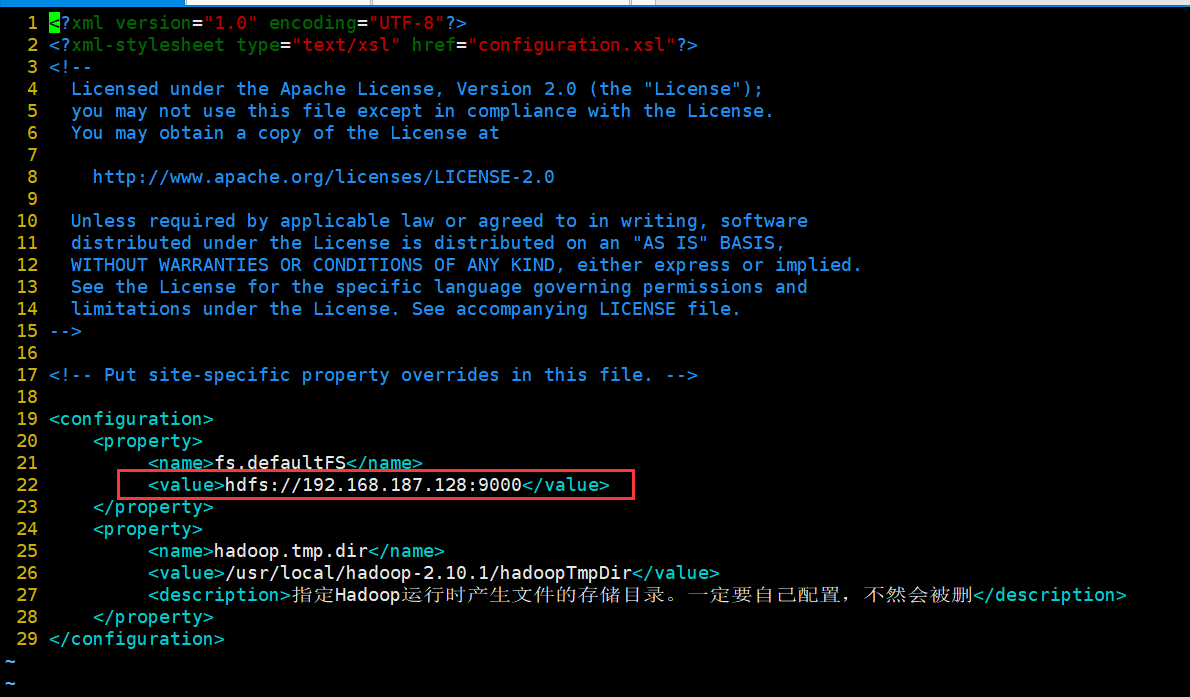 1 <?xml version="1.0" encoding="UTF-8"?>
2 <?xml-stylesheet type="text/xsl" href="configuration.xsl"?>
3 <!--
4   Licensed under the Apache License, Version 2.0 (the "License");
5   you may not use this file except in compliance with the License.
6   You may obtain a copy of the License at
7
8     http://www.apache.org/licenses/LICENSE-2.0
9
10   Unless required by applicable law or agreed to in writing, software
11   distributed under the License is distributed on an "AS IS" BASIS,
12   WITHOUT WARRANTIES OR CONDITIONS OF ANY KIND, either express or implied.
13   See the License for the specific language governing permissions and
14   limitations under the License. See accompanying LICENSE file.
15 -->
16
17 <!-- Put site-specific property overrides in this file. -->
18
19 <configuration>
20     <property>
21          <name>fs.defaultFS</name>
22          <value>hdfs://192.168.187.128:9000</value>
23     </property>
24     <property>
25          <name>hadoop.tmp.dir</name>
26          <value>/usr/local/hadoop-2.10.1/hadoopTmpDir</value>
27          <description>指定Hadoop运行时产生文件的存储目录。一定要自己配置，不然会被删</description>
28     </property>
29 </configuration>
~
~